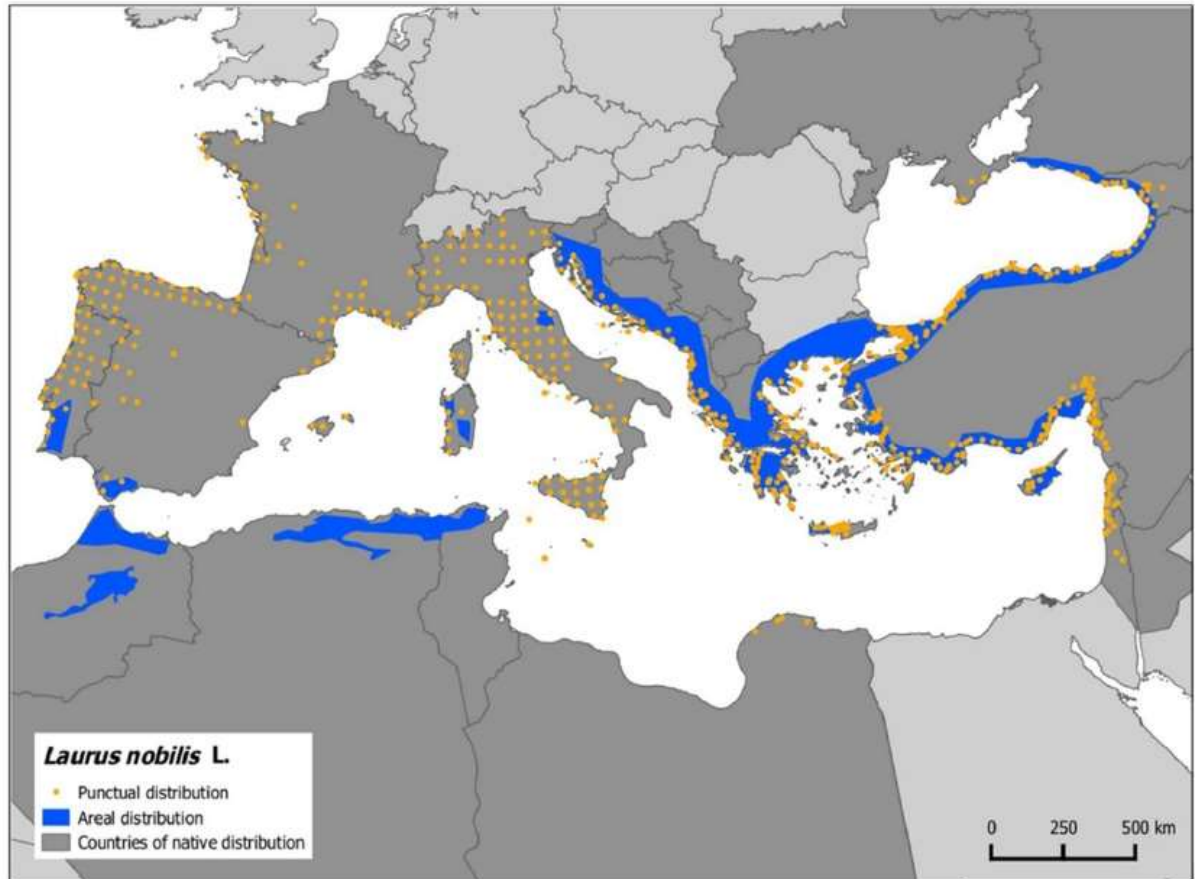 Laurus nobilis L.
Punctual distribution
Areal distribution
Countries of native distribution
0 250 500 km